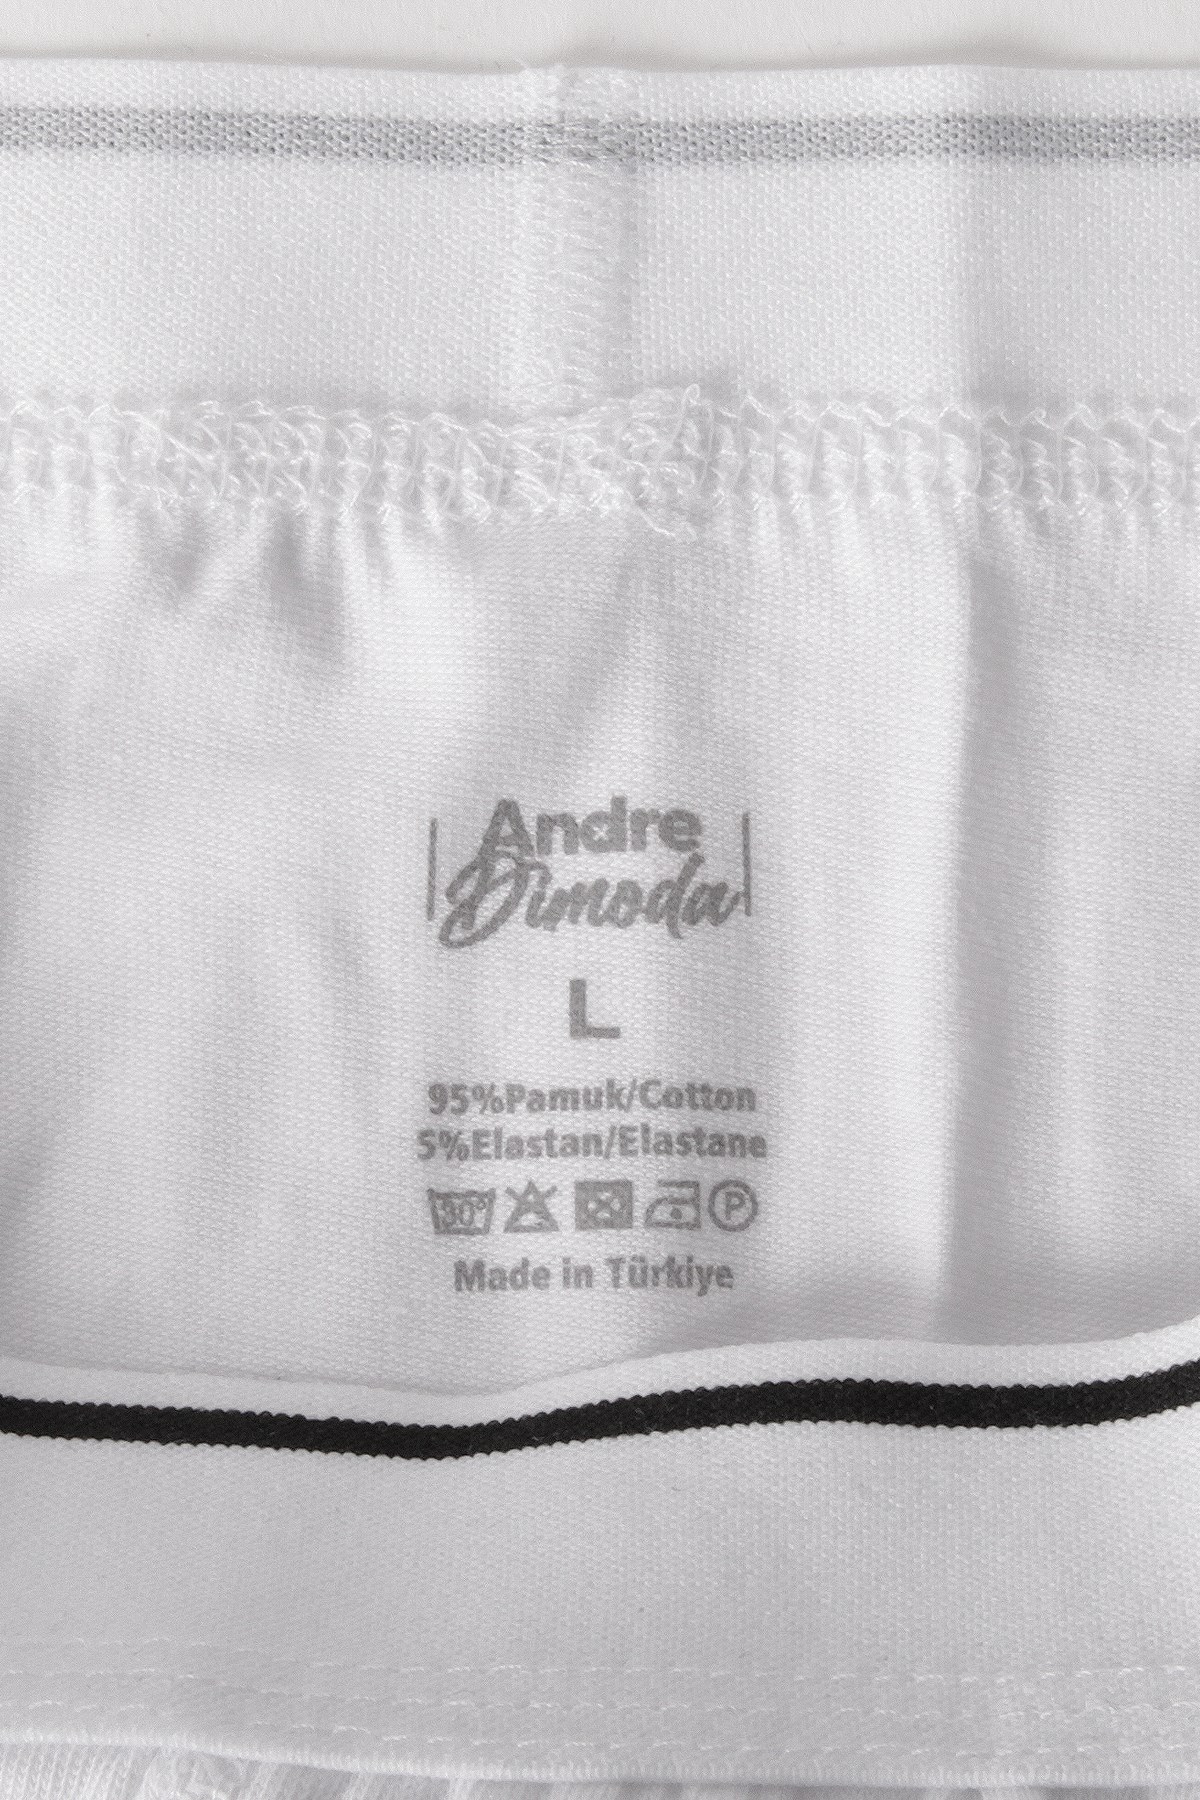 Andre
Dimoda
L
95%Pamuk/Cotton
5%Elastan/Elastane
30° P
Made in Türkiye